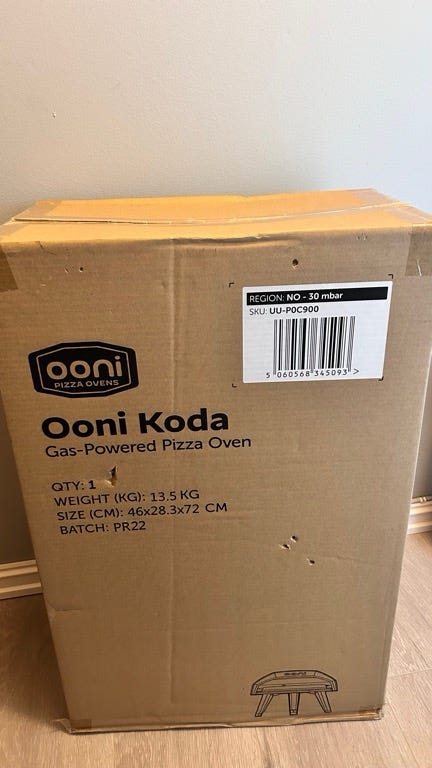 REGION: NO - 30 mbar
SKU: UU-P0C900
5 060568 345093 >
ooni
PIZZA OVENS
Ooni Koda
Gas-Powered Pizza Oven
QTY: 1
WEIGHT (KG): 13.5 KG
SIZE (CM): 46x28.3x72 CM
BATCH: PR22
ooni